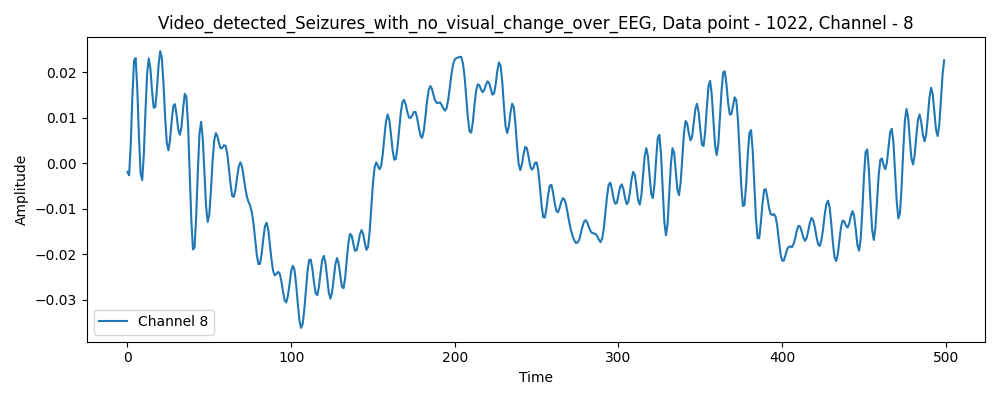 Video_detected_Seizures_with_no_visual_change_over_EEG, Data point - 1022, Channel - 8
Amplitude
0.02
0.01
0.00
−0.01
−0.02
−0.03
Channel 8
0 100 200 300 400 500
Time